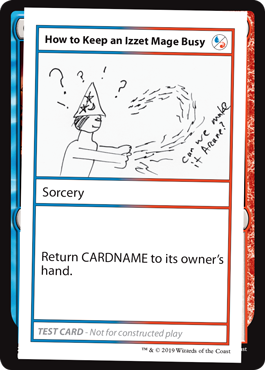 How to Keep an Izzet Mage Busy
? ? ? ?
can we make
it Arcane?
Sorcery
Return CARDNAME to its owner's
hand.
TEST CARD - Not for constructed play
™ & © 2019 Wizards of the Coast